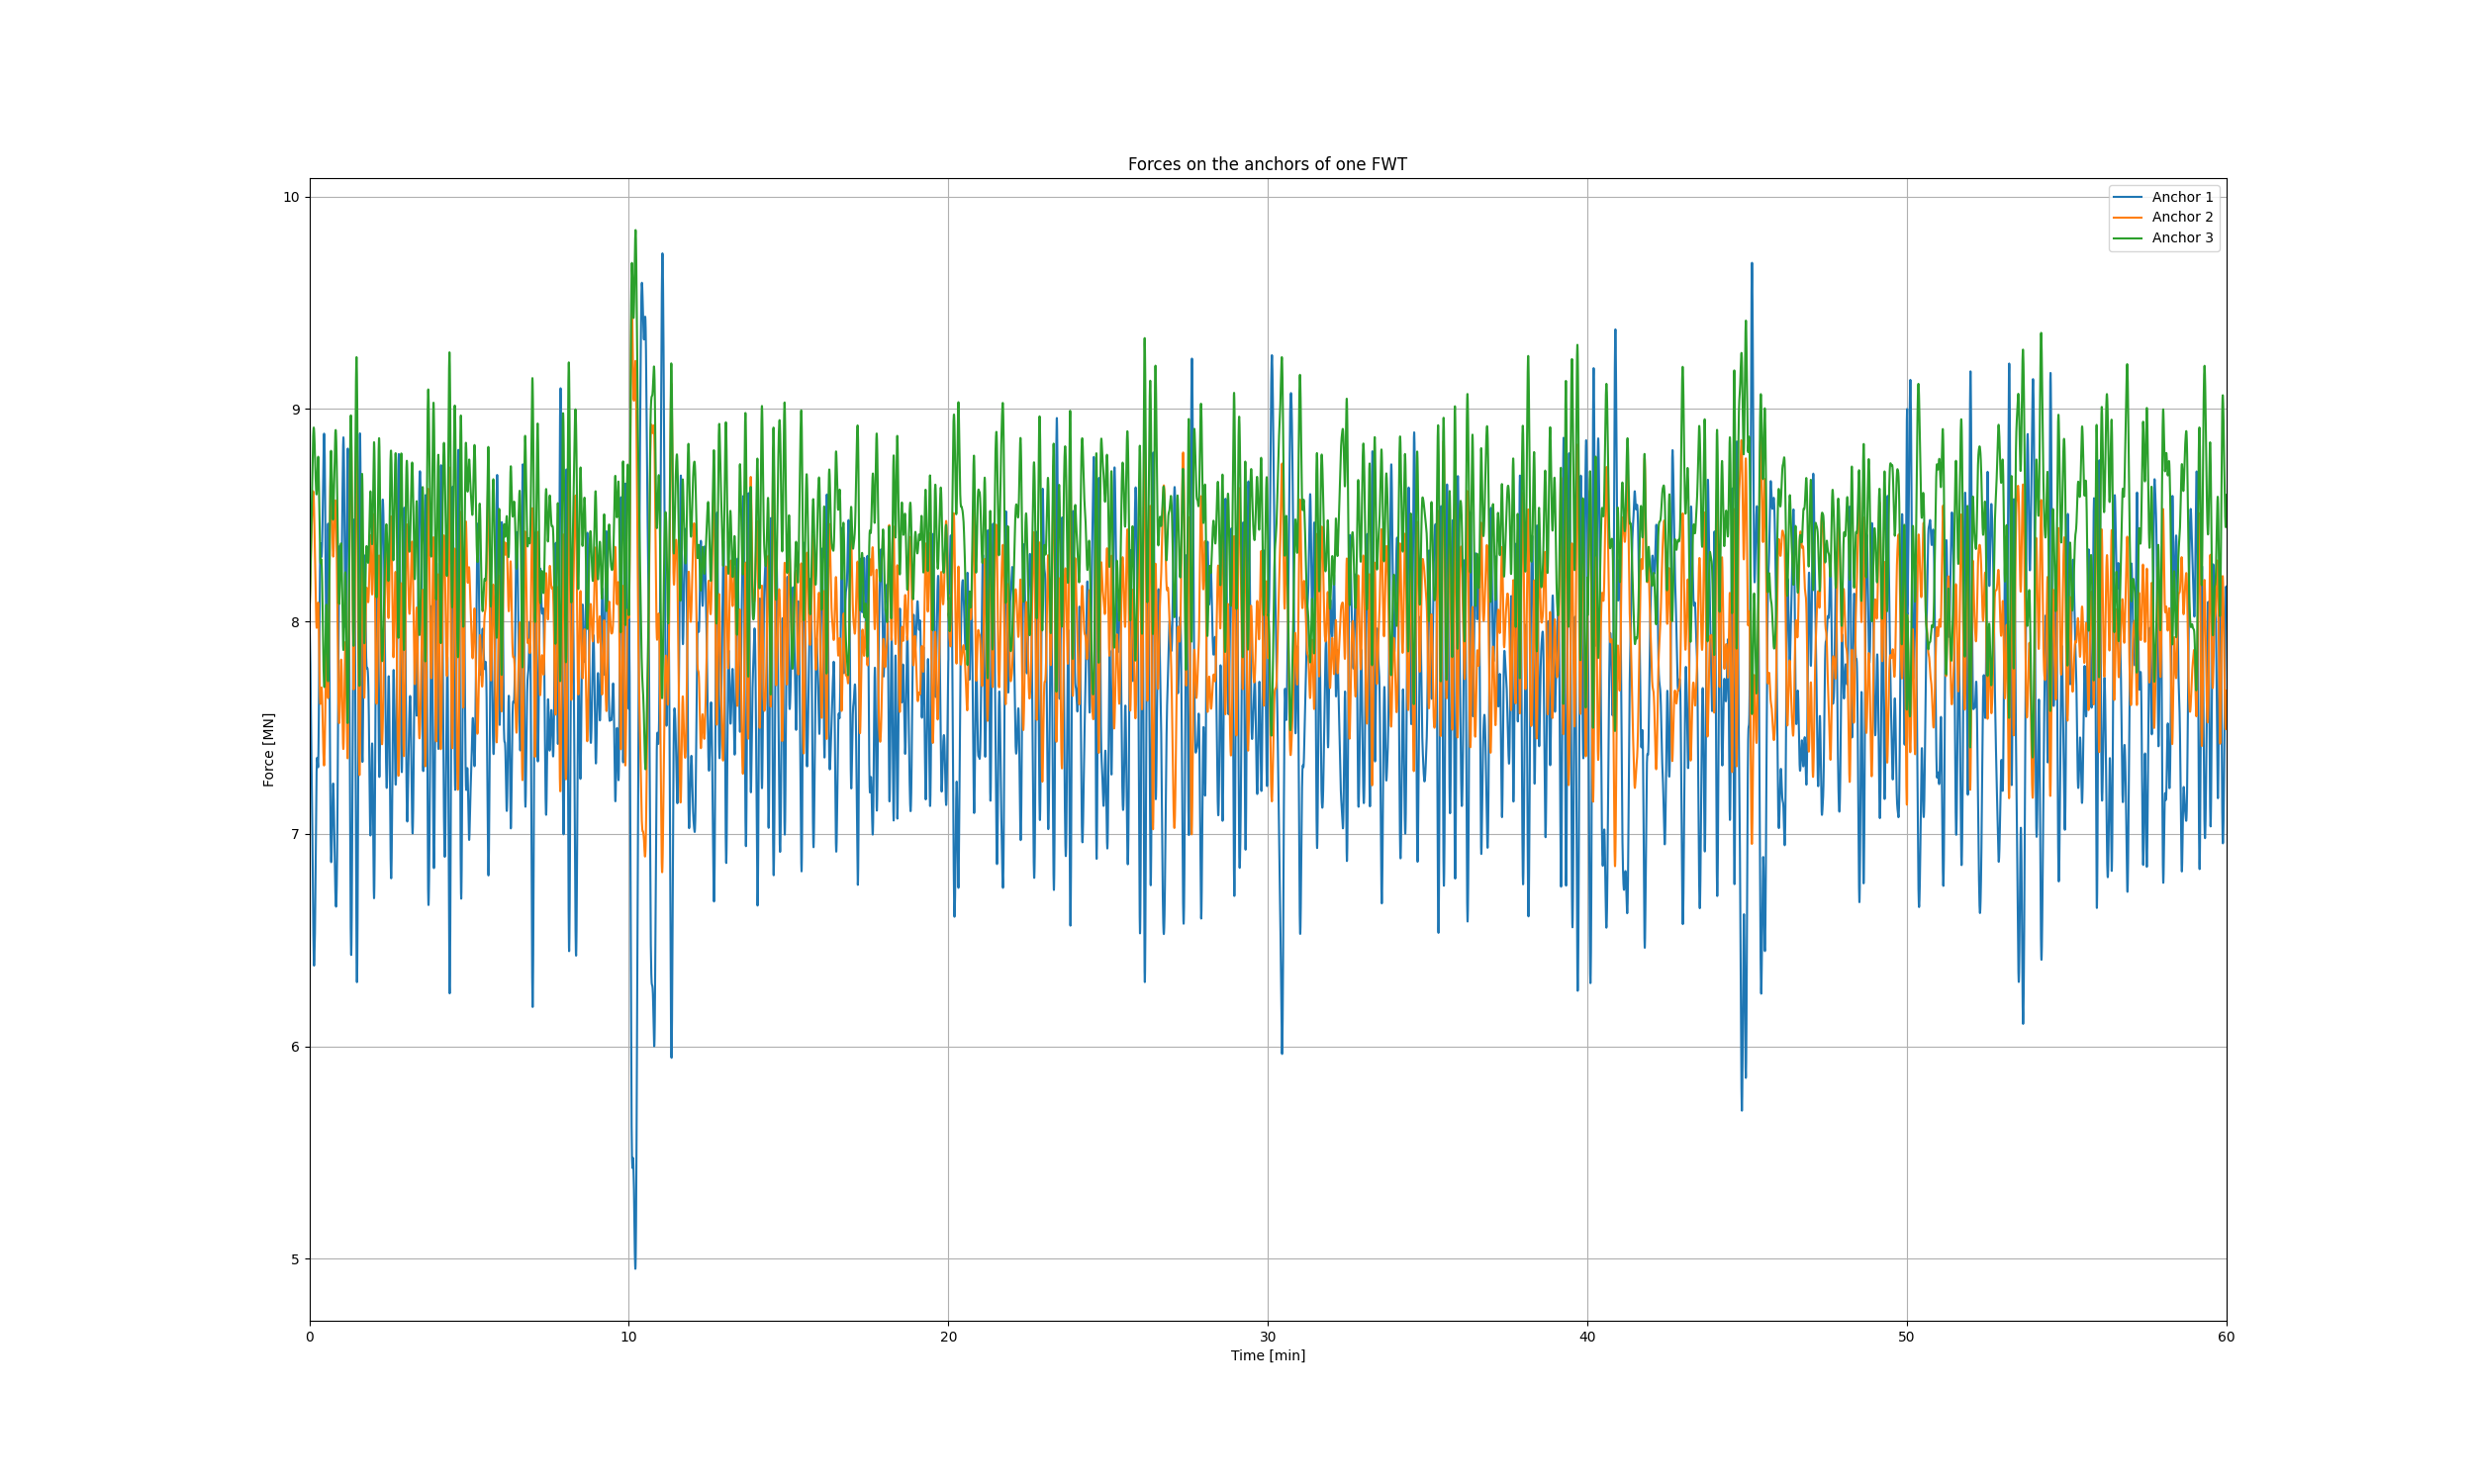 Forces on the anchors of one FWT
10
9
8
7
6
5
Force [MN]
Anchor 1
Anchor 2
Anchor 3
0 10 20 30 40 50 60
Time [min]